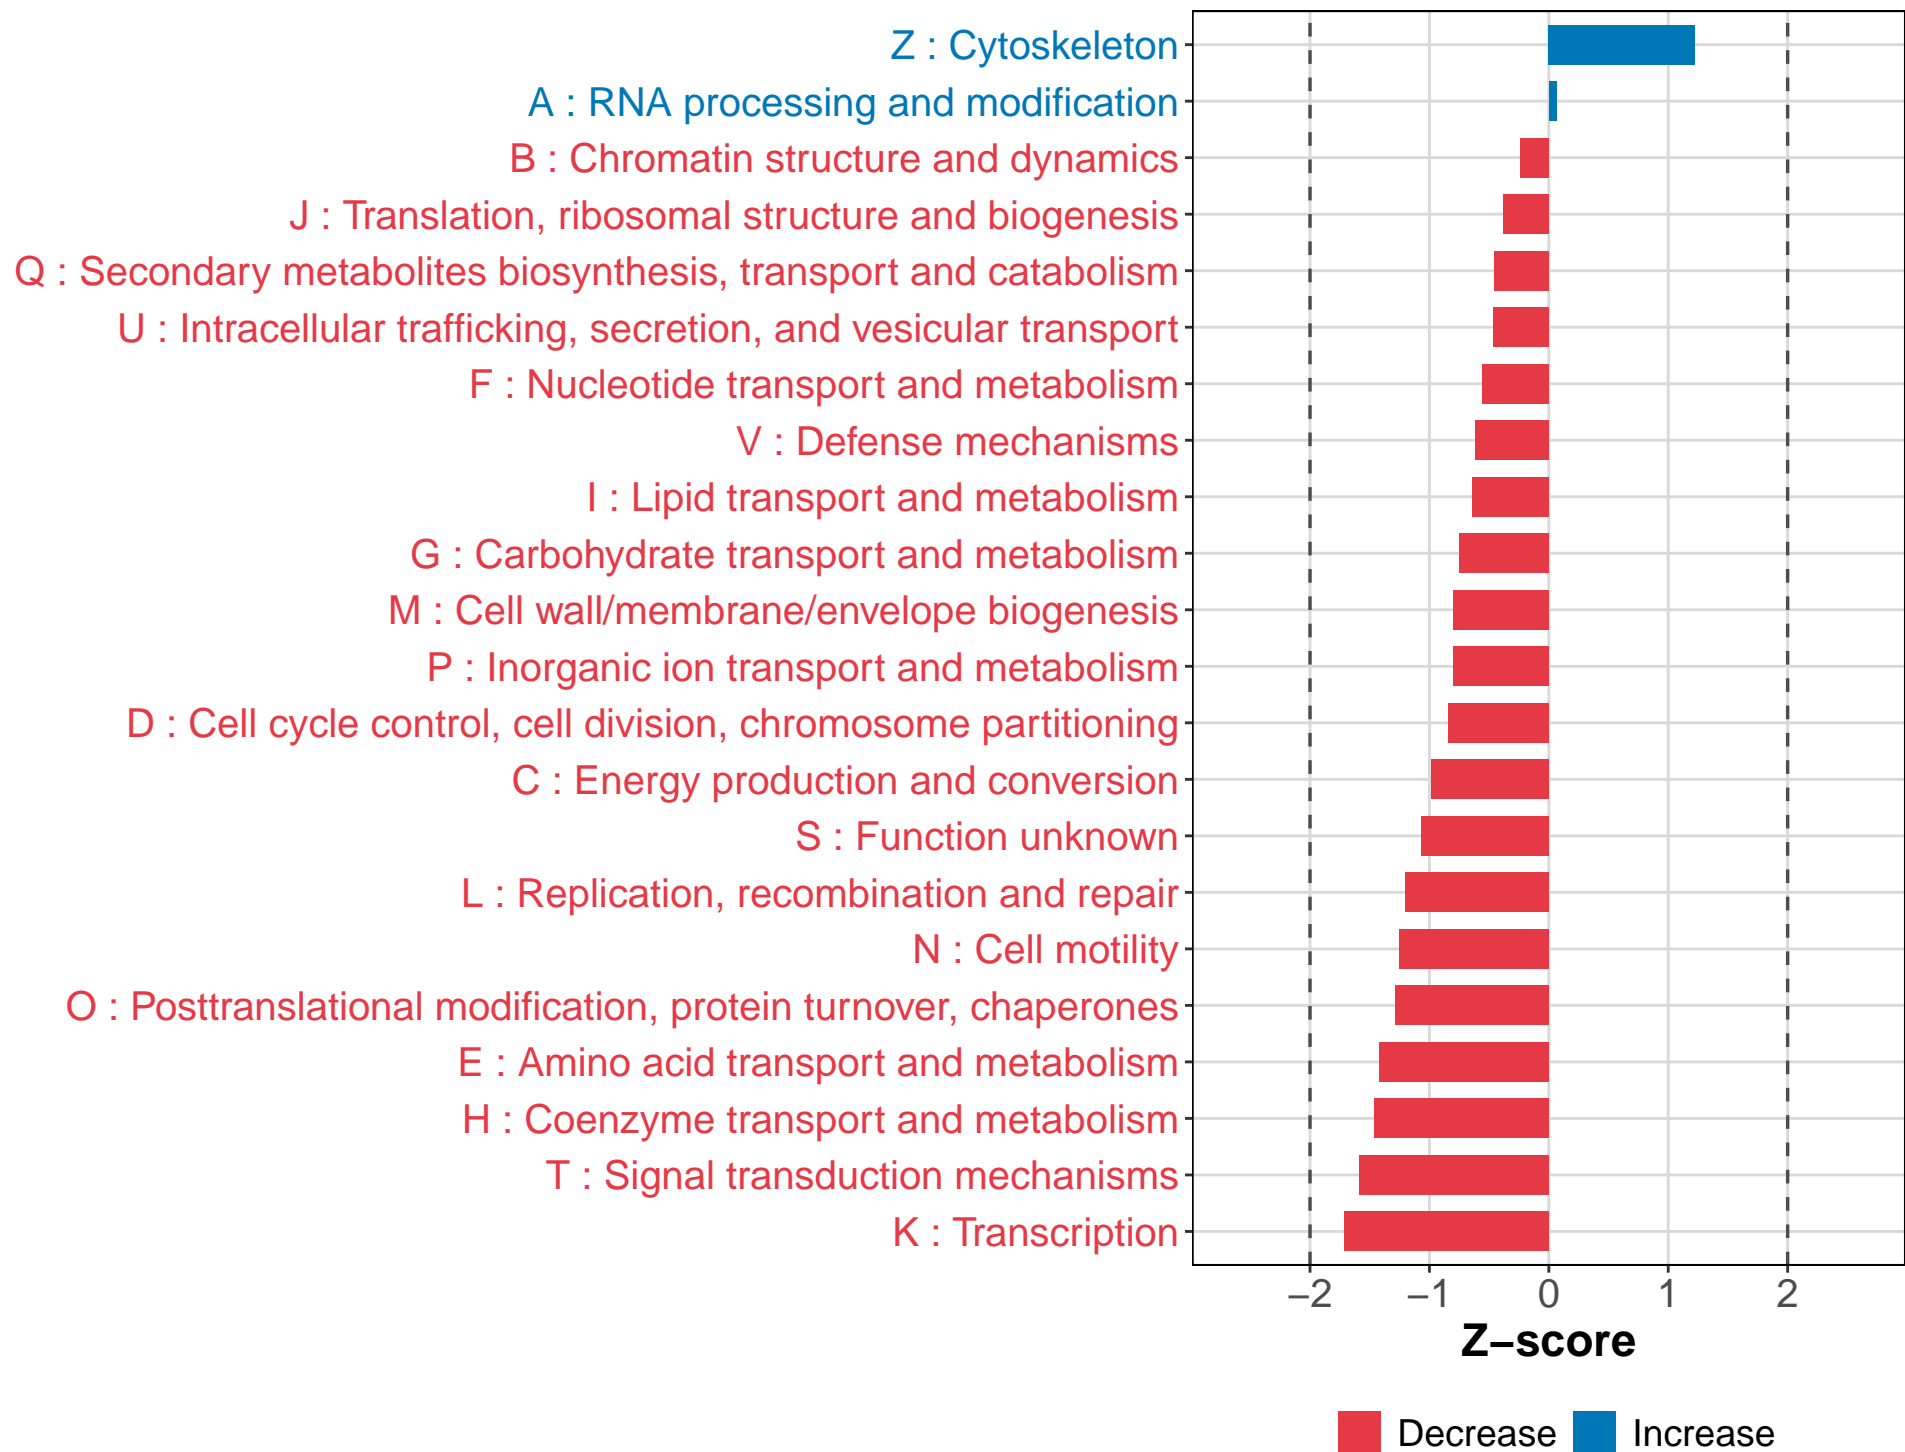 Z : Cytoskeleton
A : RNA processing and modification
B : Chromatin structure and dynamics
J : Translation, ribosomal structure and biogenesis
Q : Secondary metabolites biosynthesis, transport and catabolism
U : Intracellular trafficking, secretion, and vesicular transport
F : Nucleotide transport and metabolism
V : Defense mechanisms
I : Lipid transport and metabolism
G : Carbohydrate transport and metabolism
M : Cell wall/membrane/envelope biogenesis
P : Inorganic ion transport and metabolism
D : Cell cycle control, cell division, chromosome partitioning
C : Energy production and conversion
S : Function unknown
L : Replication, recombination and repair
N : Cell motility
O : Posttranslational modification, protein turnover, chaperones
E : Amino acid transport and metabolism
H : Coenzyme transport and metabolism
T : Signal transduction mechanisms
K : Transcription
−2 −1 0 1 2
Z−score
Decrease Increase